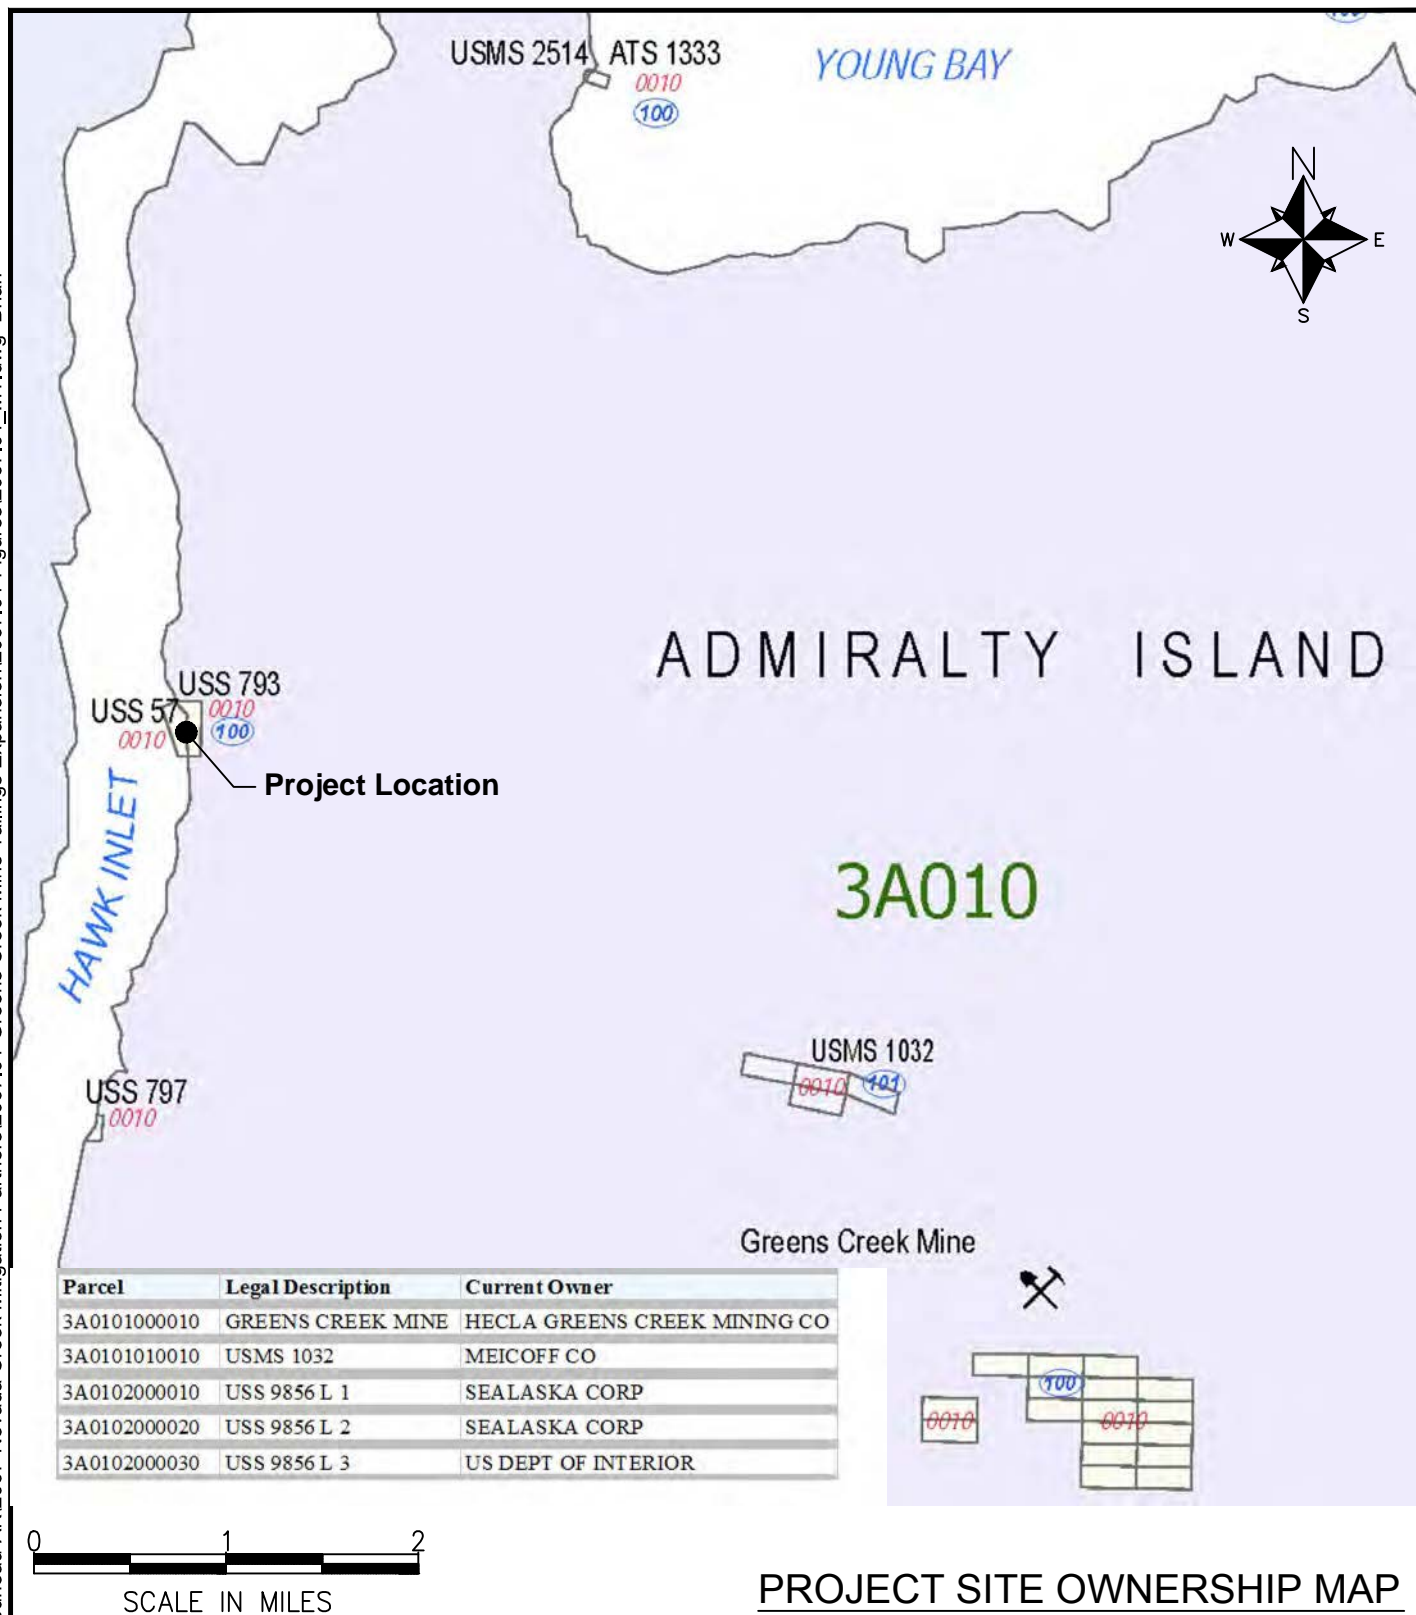 USMS 2514 ATS 1333
0010
100
YOUNG BAY
N
W E
S
ADMIRALTY ISLAND
USS 793
0010
100
USS 57
0010
Project Location
HAWK INLET
3A010
USMS 1032
0010 101
USS 797
0010
Greens Creek Mine
100
0010 0010
Parcel Legal Description Current Owner
3A0101000010 GREENS CREEK MINE HECLA GREENS CREEK MINING CO
3A0101010010 USMS 1032 MEICOFF CO
3A0102000010 USS 9856 L 1 SEALASKA CORP
3A0102000020 USS 9856 L 2 SEALASKA CORP
3A0102000030 USS 9856 L 3 US DEPT OF INTERIOR
0 1 2
SCALE IN MILES
PROJECT SITE OWNERSHIP MAP